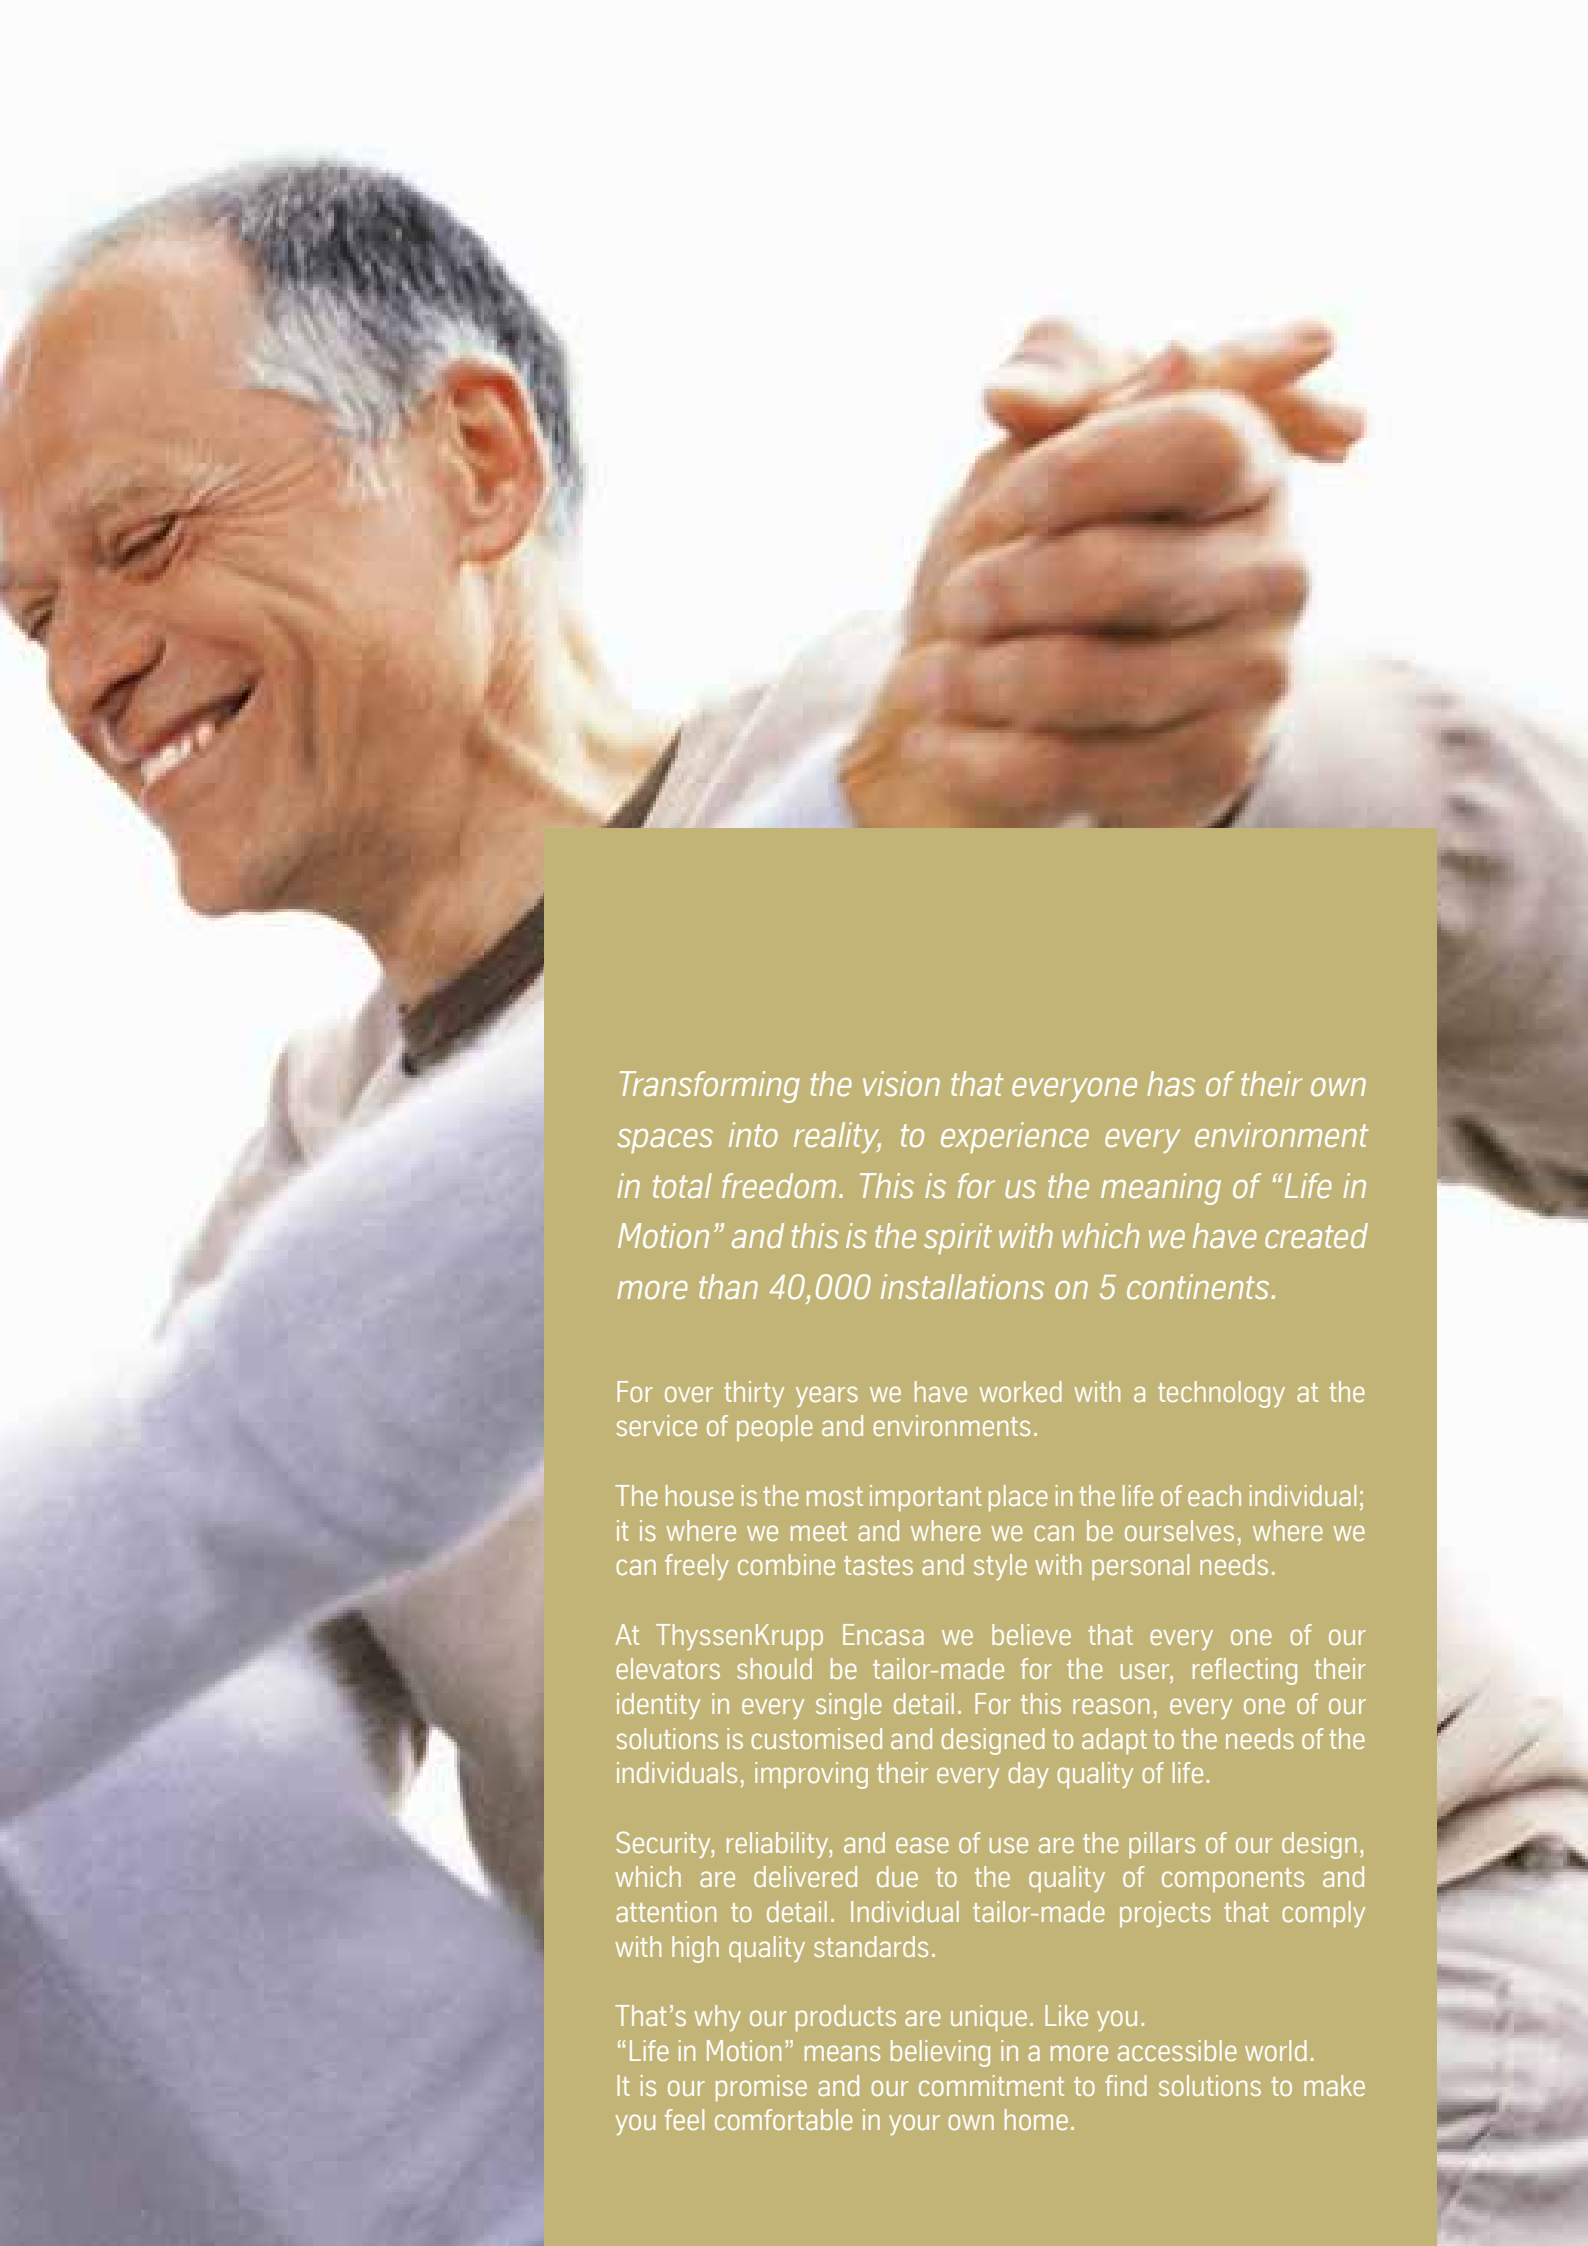 Transforming the vision that everyone has of their own
spaces into reality, to experience every environment
in total freedom. This is for us the meaning of “Life in
Motion” and this is the spirit with which we have created
more than 40,000 installations on 5 continents.
For over thirty years we have worked with a technology at the
service of people and environments.
The house is the most important place in the life of each individual;
it is where we meet and where we can be ourselves, where we
can freely combine tastes and style with personal needs.
At ThyssenKrupp Encasa we believe that every one of our
elevators should be tailor-made for the user, reflecting their
identity in every single detail. For this reason, every one of our
solutions is customised and designed to adapt to the needs of the
individuals, improving their every day quality of life.
Security, reliability, and ease of use are the pillars of our design,
which are delivered due to the quality of components and
attention to detail. Individual tailor-made projects that comply
with high quality standards.
That’s why our products are unique. Like you.
“Life in Motion” means believing in a more accessible world.
It is our promise and our commitment to find solutions to make
you feel comfortable in your own home.